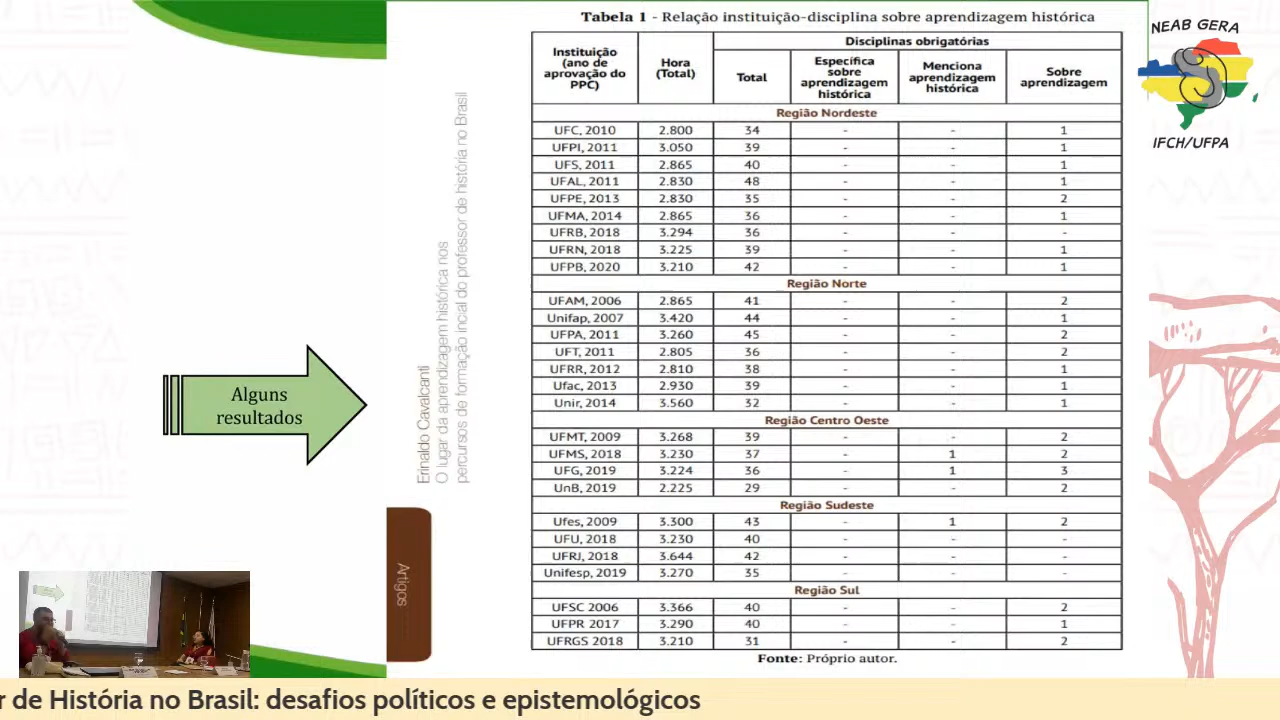 Tabela 1 - Relação instituição-disciplina sobre aprendizagem histórica
Instituição (ano de aprovação do PPC) Hora (Total) Disciplinas obrigatórias
Total Específica sobre aprendizagem histórica Menciona aprendizagem histórica Sobre aprendizagem
Região Nordeste
UFC, 2010 2.800 34 - - 1
UFPI, 2011 3.050 39 - - 1
UFS, 2011 2.865 40 - - 1
UFAL, 2011 2.830 48 - - 1
UFPE, 2013 2.830 35 - - 2
UFMA, 2014 2.865 36 - - 1
UFRB, 2018 3.294 36 - - -
UFRN, 2018 3.225 39 - - 1
UFPB, 2020 3.210 42 - - 1
Região Norte
UFAM, 2006 2.865 41 - - 2
Unifap, 2007 3.420 44 - - 1
UFPA, 2011 3.260 45 - - 2
UFT, 2011 2.805 36 - - 2
UFRR, 2012 2.810 38 - - 1
Ufac, 2013 2.930 39 - - 1
Unir, 2014 3.560 32 - - 1
Região Centro Oeste
UFMT, 2009 3.268 39 - - 2
UFMS, 2018 3.230 37 - 1 2
UFG, 2019 3.224 36 - 1 3
UnB, 2019 2.225 29 - - 2
Região Sudeste
Ufes, 2009 3.300 43 - 1 2
UFU, 2018 3.230 40 - - -
UFRJ, 2018 3.644 42 - - -
Unifesp, 2019 3.270 35 - - -
Região Sul
UFSC 2006 3.366 40 - - 2
UFPR 2017 3.290 40 - - 1
UFRGS 2018 3.210 31 - - 2
Fonte: Próprio autor.
Erinaldo Cavalcanti
O lugar da aprendizagem histórica nos
percursos de formação incial do professor de história no Brasil
Artigos
Alguns
resultados
NEAB GERA
IFCH/UFPA
r de História no Brasil: desafios políticos e epistemológicos